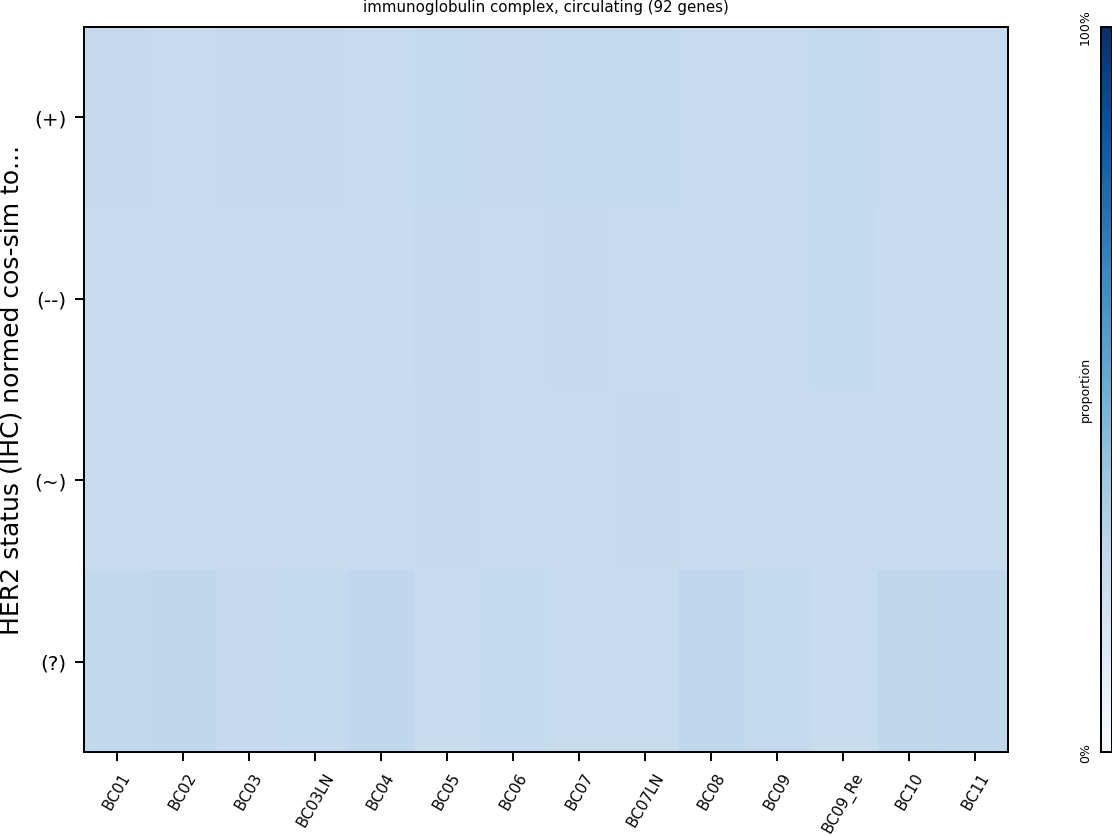 immunoglobulin complex, circulating (92 genes)
HER2 status (IHC) normed cos-sim to...
(+)
(--)
(~)
(?)
BC01
BC02
BC03
BC03LN
BC04
BC05
BC06
BC07
BC07LN
BC08
BC09
BC09_Re
BC10
BC11
100%
proportion
0%